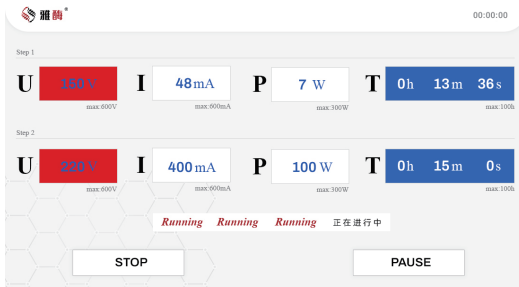 雅酶®
00:00:00
Step 1
U 150 V I 48mA P 7 W T 0h 13m 36s
max:600V max:600mA max:300W max:100h
Step 2
U 220 V I 400mA P 100 W T 0h 15m 0s
max:600V max:600mA max:300W max:100h
Running Running Running 正在进行中
STOP PAUSE